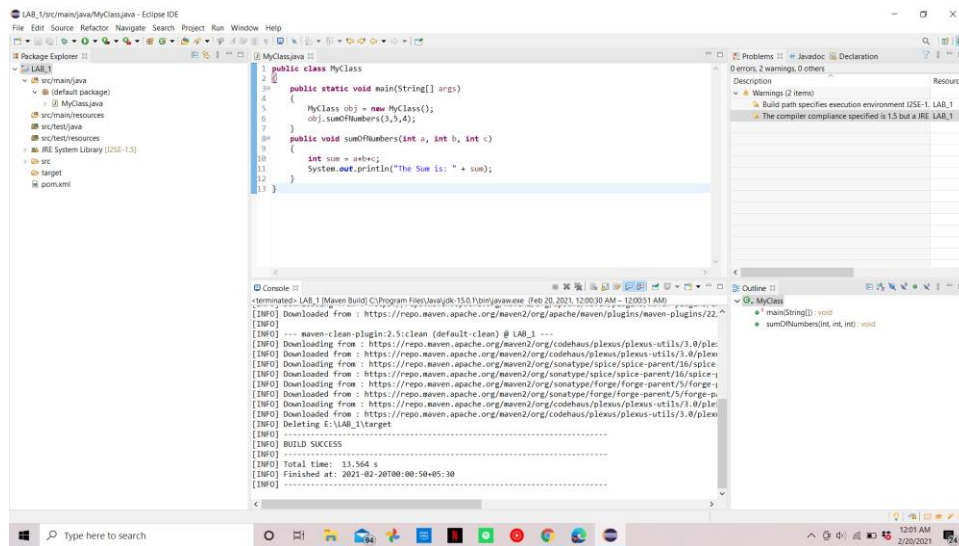 LAB_1/src/main/java/MyClass.java - Eclipse IDE
File Edit Source Refactor Navigate Search Project Run Window Help
Package Explorer
LAB_1
src/main/java
(default package)
MyClass.java
src/main/resources
src/test/java
src/test/resources
JRE System Library [J2SE-1.5]
src
target
pom.xml
MyClass.java
1 public class MyClass
2 {
3 public static void main(String[] args)
4 {
5 MyClass obj = new MyClass();
6 obj.sumOfNumbers(3,5,4);
7 }
8 public void sumOfNumbers(int a, int b, int c)
9 {
10 int sum = a+b+c;
11 System.out.println("The Sum is: " + sum);
12 }
13 }
Problems Javadoc Declaration
0 errors, 2 warnings, 0 others
Description Resourc
Warnings (2 items)
Build path specifies execution environment J2SE-1. LAB_1
The compiler compliance specified is 1.5 but a JRE LAB_1
Console
<terminated> LAB_1 [Maven Build] C:\Program Files\Java\jdk-15.0.1\bin\javaw.exe (Feb 20, 2021, 12:00:30 AM – 12:00:51 AM)
[INFO] Downloaded from : https://repo.maven.apache.org/maven2/org/apache/maven/plugins/maven-plugins/22,
[INFO]
[INFO] --- maven-clean-plugin:2.5:clean (default-clean) @ LAB_1 ---
[INFO] Downloading from : https://repo.maven.apache.org/maven2/org/codehaus/plexus/plexus-utils/3.0/ple
[INFO] Downloaded from : https://repo.maven.apache.org/maven2/org/codehaus/plexus/plexus-utils/3.0/plex
[INFO] Downloading from : https://repo.maven.apache.org/maven2/org/sonatype/spice/spice-parent/16/spice
[INFO] Downloaded from : https://repo.maven.apache.org/maven2/org/sonatype/spice/spice-parent/16/spice-
[INFO] Downloading from : https://repo.maven.apache.org/maven2/org/sonatype/forge/forge-parent/5/forge-
[INFO] Downloaded from : https://repo.maven.apache.org/maven2/org/sonatype/forge/forge-parent/5/forge-p
[INFO] Downloading from : https://repo.maven.apache.org/maven2/org/codehaus/plexus/plexus-utils/3.0/ple
[INFO] Downloaded from : https://repo.maven.apache.org/maven2/org/codehaus/plexus/plexus-utils/3.0/plex
[INFO] Deleting E:\LAB_1\target
[INFO] ------------------------------------------------------------------------
[INFO] BUILD SUCCESS
[INFO] ------------------------------------------------------------------------
[INFO] Total time: 13.564 s
[INFO] Finished at: 2021-02-20T00:00:50+05:30
[INFO] ------------------------------------------------------------------------
Outline
MyClass
main(String[]) : void
sumOfNumbers(int, int, int) : void
Type here to search
94
12:01 AM
2/20/2021
24